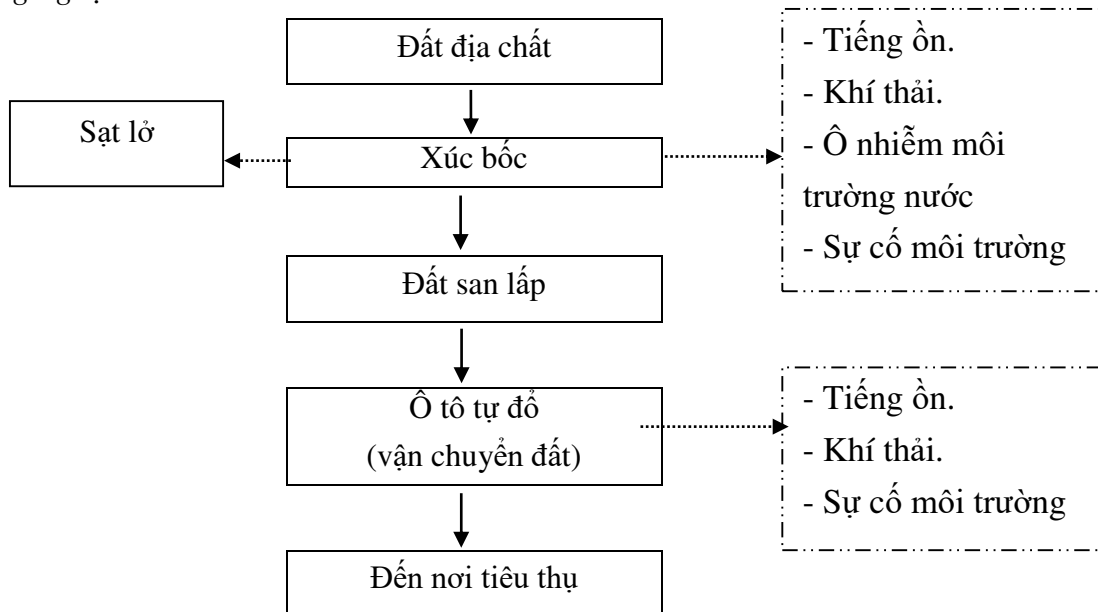 Đất địa chất
Sạt lở
Xúc bốc
- Tiếng ồn.
- Khí thải.
- Ô nhiễm môi
trường nước
- Sự cố môi trường
Đất san lấp
Ô tô tự đổ
(vận chuyển đất)
- Tiếng ồn.
- Khí thải.
- Sự cố môi trường
Đến nơi tiêu thụ